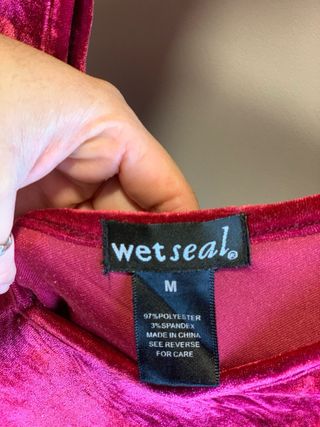 wetseal®
M
97%POLYESTER
3%SPANDEX
MADE IN CHINA
SEE REVERSE
FOR CARE